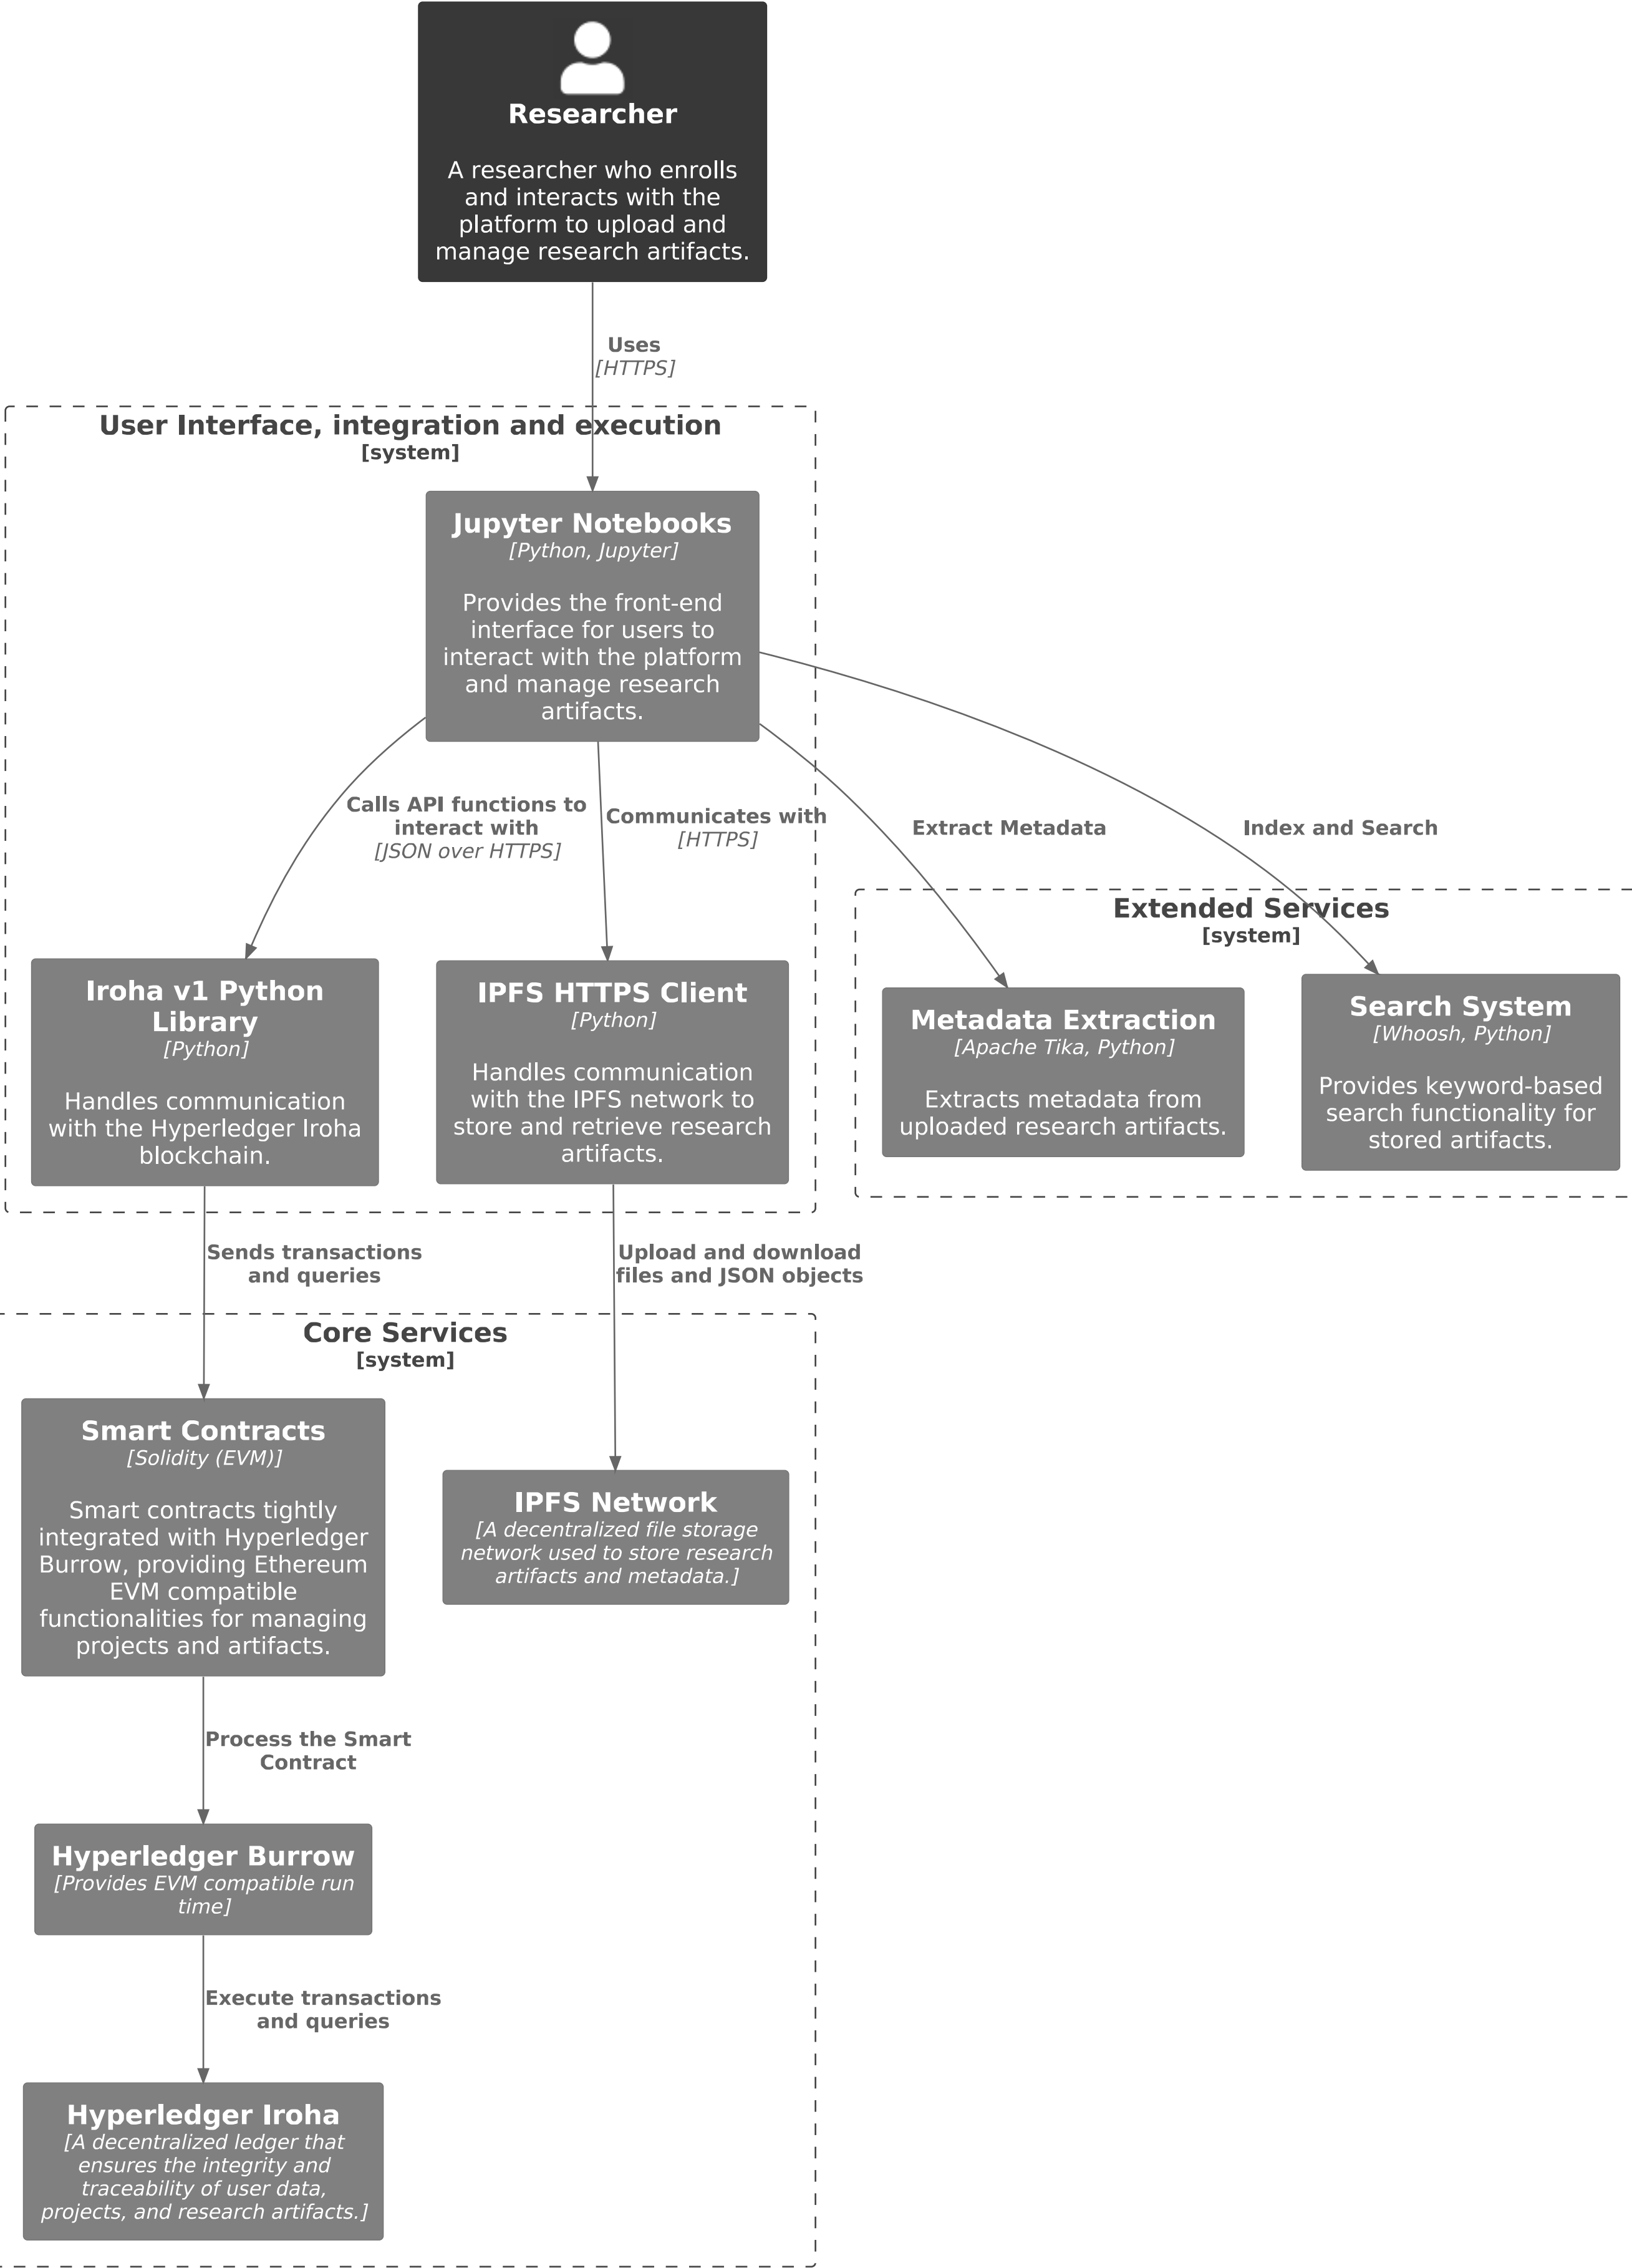 Researcher
A researcher who enrolls
and interacts with the
platform to upload and
manage research artifacts.
Uses
[HTTPS]
User Interface, integration and execution
[system]
Jupyter Notebooks
[Python, Jupyter]
Provides the front-end
interface for users to
interact with the platform
and manage research
artifacts.
Calls API functions to
interact with
[JSON over HTTPS]
Communicates with
[HTTPS]
Extract Metadata
Index and Search
Extended Services
[system]
Iroha v1 Python
Library
[Python]
Handles communication
with the Hyperledger Iroha
blockchain.
IPFS HTTPS Client
[Python]
Handles communication
with the IPFS network to
store and retrieve research
artifacts.
Metadata Extraction
[Apache Tika, Python]
Extracts metadata from
uploaded research artifacts.
Search System
[Whoosh, Python]
Provides keyword-based
search functionality for
stored artifacts.
Sends transactions
and queries
Upload and download
files and JSON objects
Core Services
[system]
Smart Contracts
[Solidity (EVM)]
Smart contracts tightly
integrated with Hyperledger
Burrow, providing Ethereum
EVM compatible
functionalities for managing
projects and artifacts.
IPFS Network
[A decentralized file storage
network used to store research
artifacts and metadata.]
Process the Smart
Contract
Hyperledger Burrow
[Provides EVM compatible run
time]
Execute transactions
and queries
Hyperledger Iroha
[A decentralized ledger that
ensures the integrity and
traceability of user data,
projects, and research artifacts.]